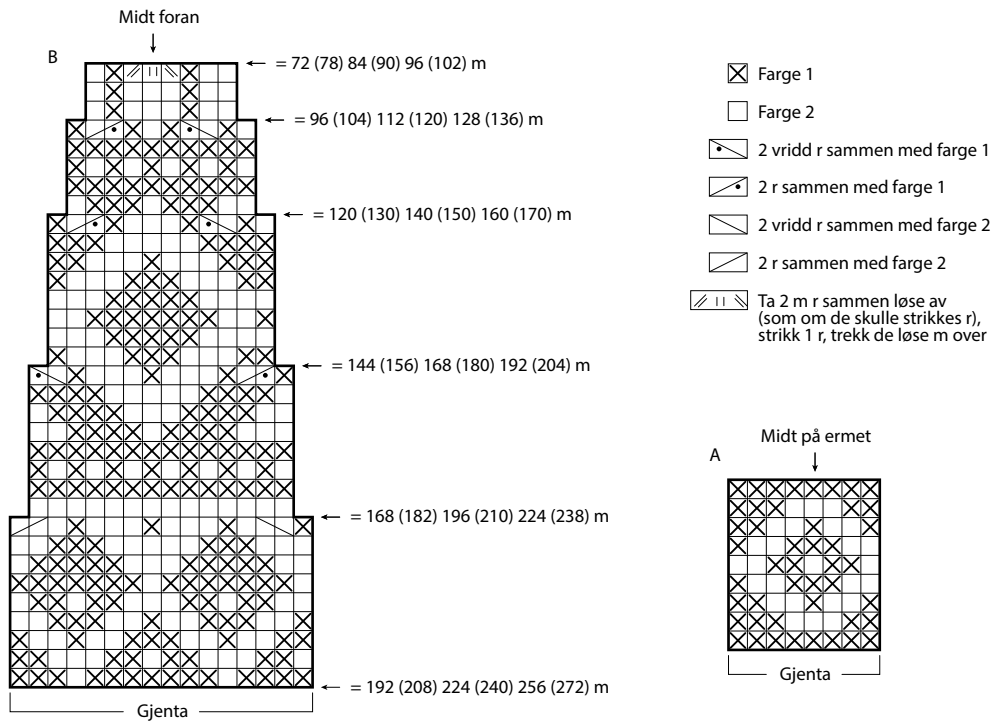 Midt foran
B
= 72 (78) 84 (90) 96 (102) m
= 96 (104) 112 (120) 128 (136) m
= 120 (130) 140 (150) 160 (170) m
= 144 (156) 168 (180) 192 (204) m
= 168 (182) 196 (210) 224 (238) m
= 192 (208) 224 (240) 256 (272) m
Gjenta
Farge 1
Farge 2
2 vridd r sammen med farge 1
2 r sammen med farge 1
2 vridd r sammen med farge 2
2 r sammen med farge 2
Ta 2 m r sammen løse av
(som om de skulle strikkes r),
strikk 1 r, trekk de løse m over
Midt på ermet
A
Gjenta